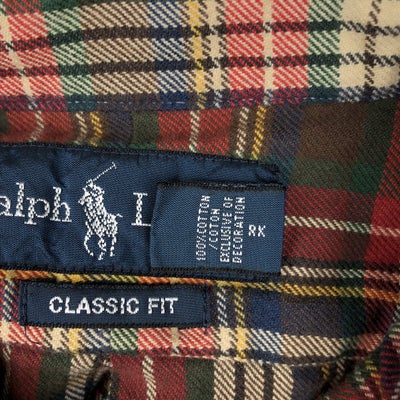 alph L
100%COTTON
/COTON
EXCLUSIVE OF
DECORATION
RK
CLASSIC FIT